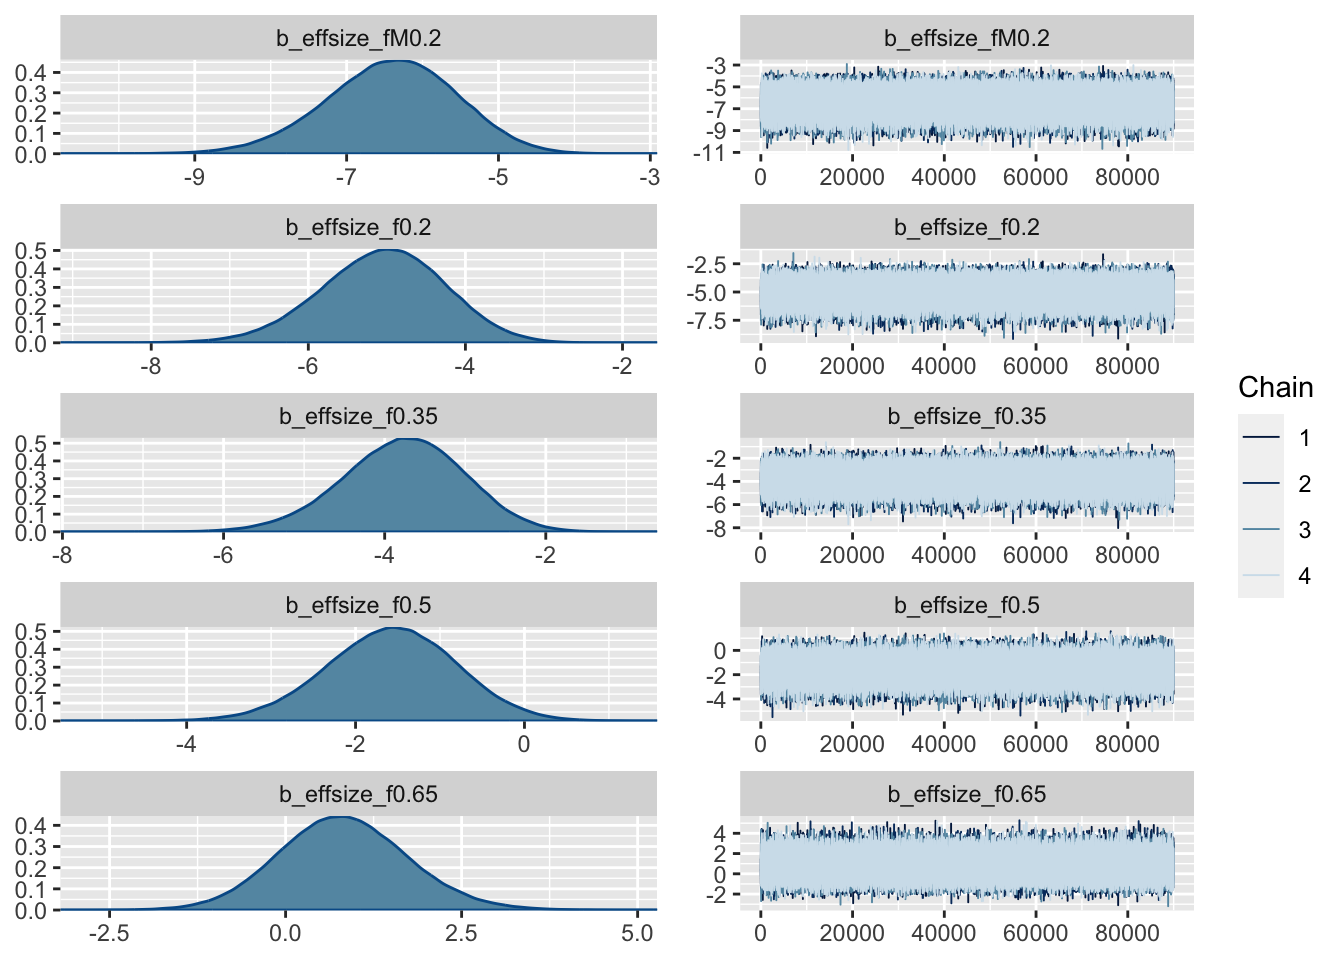 b_effsize_fM0.2
0.4
0.3
0.2
0.1
0.0
-9 -7 -5 -3
b_effsize_fM0.2
-3
-5
-7
-9
-11
0 20000 40000 60000 80000
b_effsize_f0.2
0.5
0.4
0.3
0.2
0.1
0.0
-8 -6 -4 -2
b_effsize_f0.2
-2.5
-5.0
-7.5
0 20000 40000 60000 80000
b_effsize_f0.35
0.5
0.4
0.3
0.2
0.1
0.0
-8 -6 -4 -2
b_effsize_f0.35
-2
-4
-6
-8
0 20000 40000 60000 80000
b_effsize_f0.5
0.5
0.4
0.3
0.2
0.1
0.0
-4 -2 0
b_effsize_f0.5
0
-2
-4
0 20000 40000 60000 80000
b_effsize_f0.65
0.4
0.3
0.2
0.1
0.0
-2.5 0.0 2.5 5.0
b_effsize_f0.65
4
2
0
-2
0 20000 40000 60000 80000
Chain
1
2
3
4